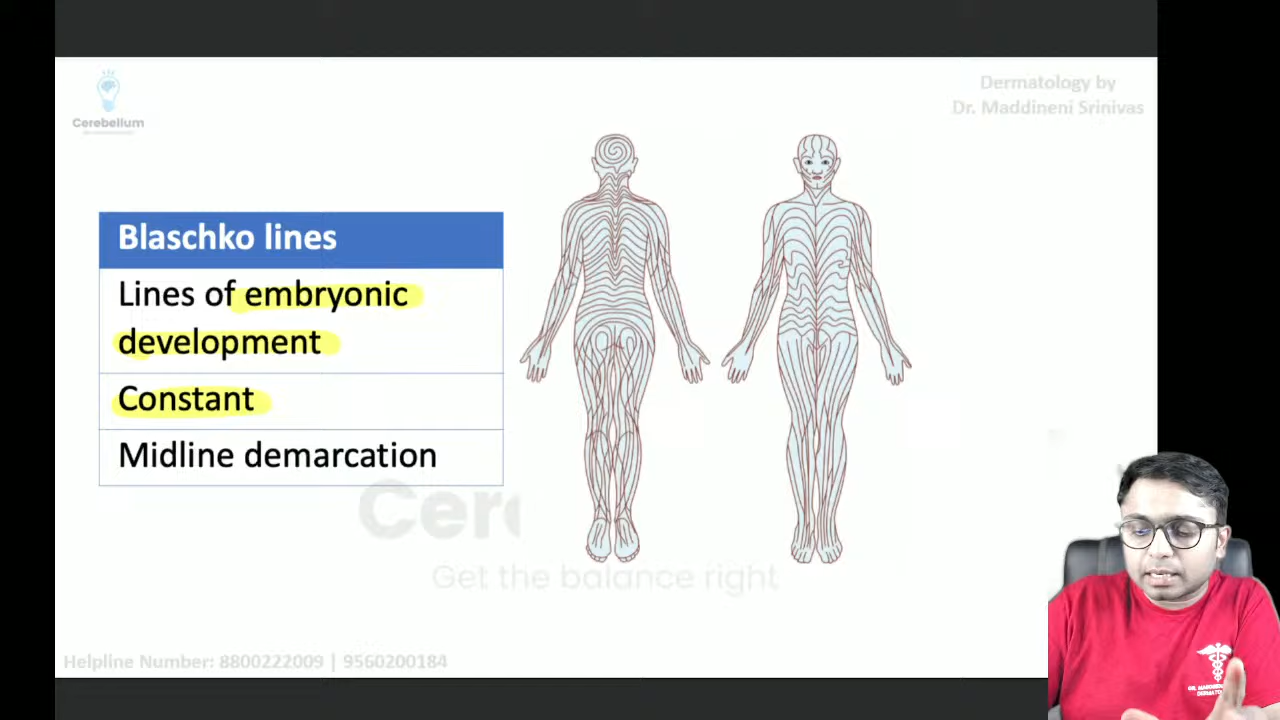 Cerebellum
Dermatology by
Dr. Maddineni Srinivas
Blaschko lines
Lines of embryonic
development
Constant
Midline demarcation
Cere
Get the balance right
Helpline Number: 8800222009 | 9560200184